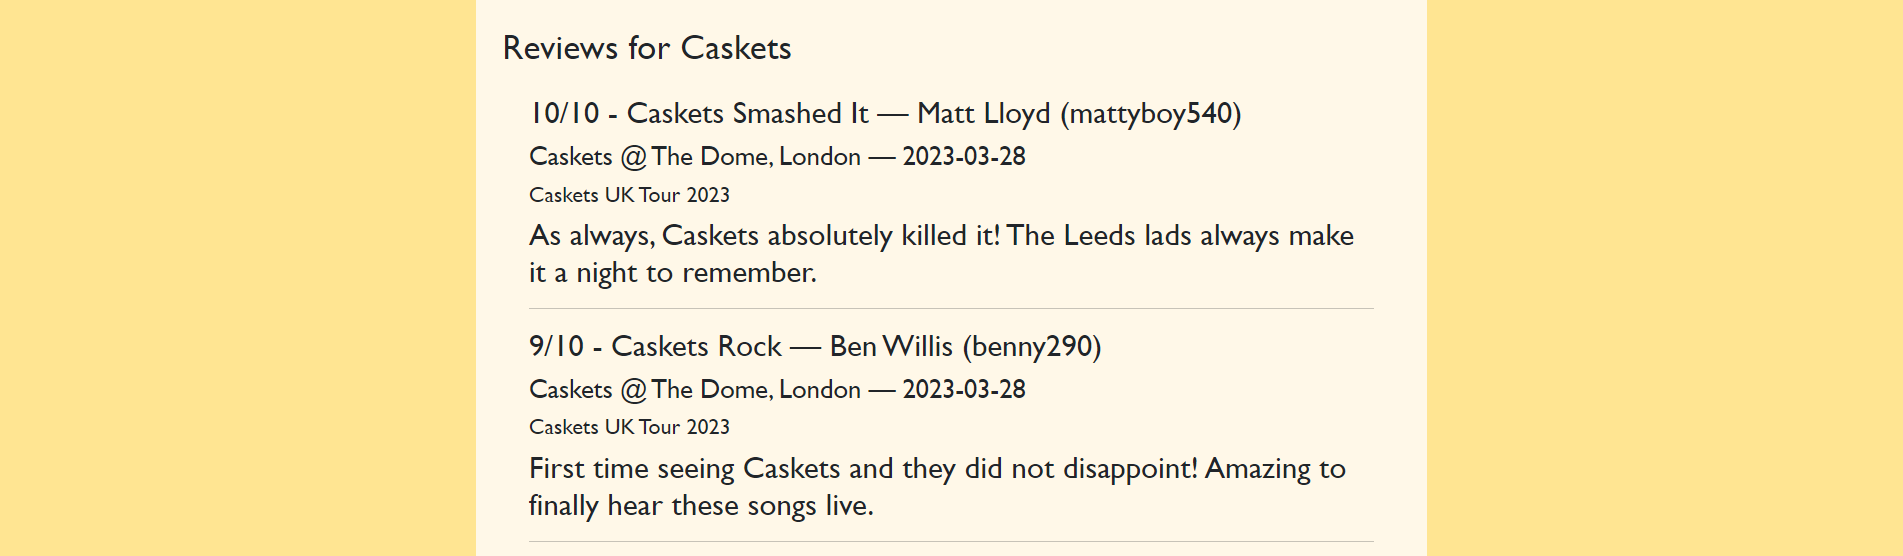 Reviews for Caskets
10/10 - Caskets Smashed It — Matt Lloyd (mattyboy540)
Caskets @ The Dome, London — 2023-03-28
Caskets UK Tour 2023
As always, Caskets absolutely killed it! The Leeds lads always make
it a night to remember.
9/10 - Caskets Rock — Ben Willis (benny290)
Caskets @ The Dome, London — 2023-03-28
Caskets UK Tour 2023
First time seeing Caskets and they did not disappoint! Amazing to
finally hear these songs live.